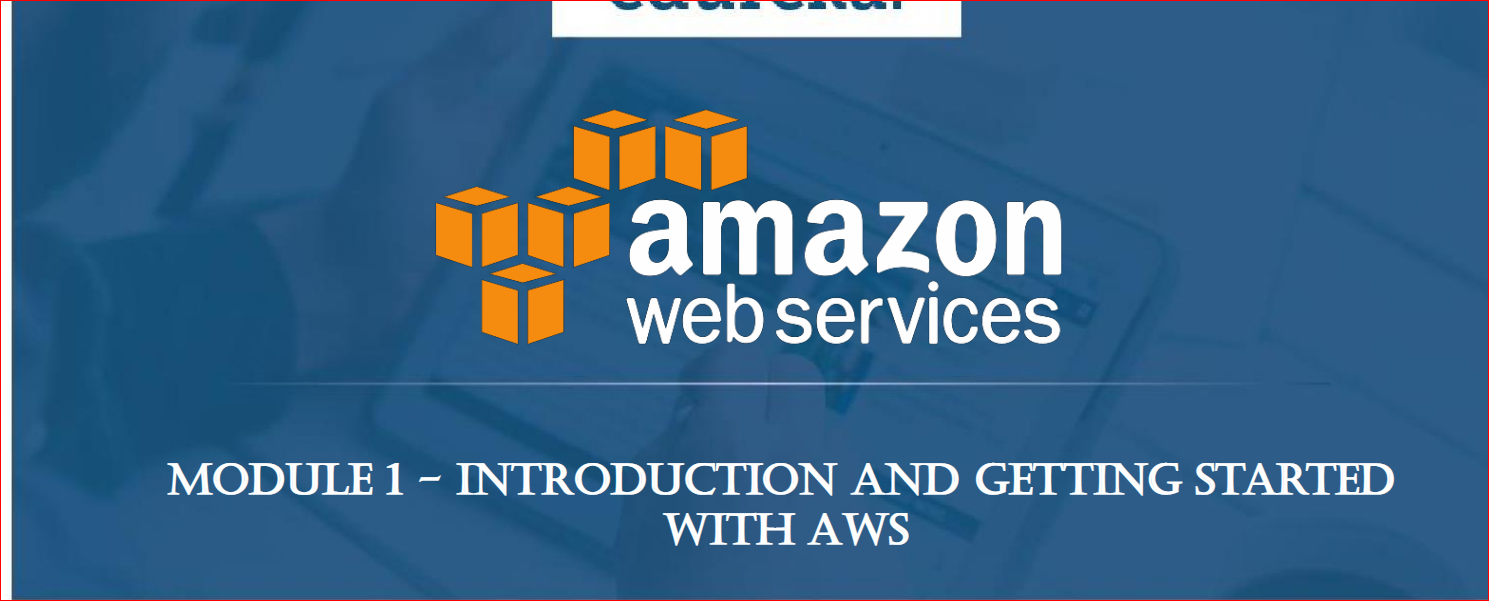 amazon
web services
MODULE 1 – INTRODUCTION AND GETTING STARTED
WITH AWS